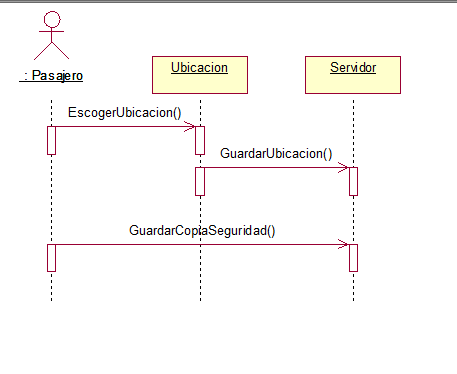 : Pasajero
Ubicacion
Servidor
EscogerUbicacion()
GuardarUbicacion()
GuardarCopiaSeguridad()